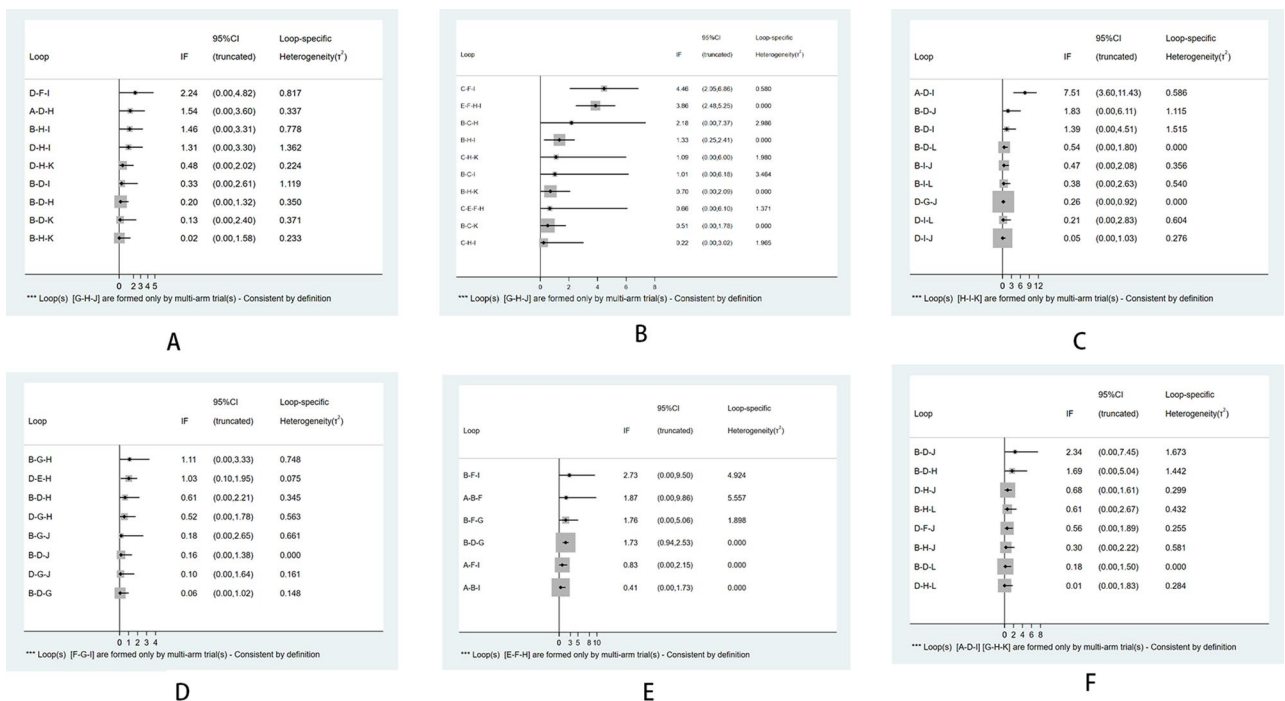 95%CI Loop-specific
Loop IF (truncated) Heterogeneity(τ²)
D-F-I 2.24 (0.00,4.82) 0.817
A-D-H 1.54 (0.00,3.60) 0.337
B-H-I 1.46 (0.00,3.31) 0.778
D-H-I 1.31 (0.00,3.30) 1.362
D-H-K 0.48 (0.00,2.02) 0.224
B-D-I 0.33 (0.00,2.61) 1.119
B-D-H 0.20 (0.00,1.32) 0.350
B-D-K 0.13 (0.00,2.40) 0.371
B-H-K 0.02 (0.00,1.58) 0.233
0 2 3 4 5
*** Loop(s) [G-H-J] are formed only by multi-arm trial(s) - Consistent by definition
A
95%CI Loop-specific
Loop IF (truncated) Heterogeneity(τ²)
C-F-I 4.46 (2.05,6.86) 0.580
E-F-H-I 3.86 (2.48,5.25) 0.000
B-C-H 2.18 (0.00,7.37) 2.986
B-H-I 1.33 (0.25,2.41) 0.000
C-H-K 1.09 (0.00,6.00) 1.980
B-C-I 1.01 (0.00,6.18) 3.464
B-H-K 0.70 (0.00,2.09) 0.000
C-E-F-H 0.66 (0.00,6.10) 1.371
B-C-K 0.51 (0.00,1.78) 0.000
C-H-I 0.22 (0.00,3.02) 1.965
0 2 4 6 8
*** Loop(s) [G-H-J] are formed only by multi-arm trial(s) - Consistent by definition
B
95%CI Loop-specific
Loop IF (truncated) Heterogeneity(τ²)
A-D-I 7.51 (3.60,11.43) 0.586
B-D-J 1.83 (0.00,6.11) 1.115
B-D-I 1.39 (0.00,4.51) 1.515
B-D-L 0.54 (0.00,1.80) 0.000
B-I-J 0.47 (0.00,2.08) 0.356
B-I-L 0.38 (0.00,2.63) 0.540
D-G-J 0.26 (0.00,0.92) 0.000
D-I-L 0.21 (0.00,2.83) 0.604
D-I-J 0.05 (0.00,1.03) 0.276
0 3 6 9 12
*** Loop(s) [H-I-K] are formed only by multi-arm trial(s) - Consistent by definition
C
95%CI Loop-specific
Loop IF (truncated) Heterogeneity(τ²)
B-G-H 1.11 (0.00,3.33) 0.748
D-E-H 1.03 (0.10,1.95) 0.075
B-D-H 0.61 (0.00,2.21) 0.345
D-G-H 0.52 (0.00,1.78) 0.563
B-G-J 0.18 (0.00,2.65) 0.661
B-D-J 0.16 (0.00,1.38) 0.000
D-G-J 0.10 (0.00,1.64) 0.161
B-D-G 0.06 (0.00,1.02) 0.148
0 1 2 3 4
*** Loop(s) [F-G-I] are formed only by multi-arm trial(s) - Consistent by definition
D
95%CI Loop-specific
Loop IF (truncated) Heterogeneity(τ²)
B-F-I 2.73 (0.00,9.50) 4.924
A-B-F 1.87 (0.00,9.86) 5.557
B-F-G 1.76 (0.00,5.06) 1.898
B-D-G 1.73 (0.94,2.53) 0.000
A-F-I 0.83 (0.00,2.15) 0.000
A-B-I 0.41 (0.00,1.73) 0.000
0 3 5 8 10
*** Loop(s) [E-F-H] are formed only by multi-arm trial(s) - Consistent by definition
E
95%CI Loop-specific
Loop IF (truncated) Heterogeneity(τ²)
B-D-J 2.34 (0.00,7.45) 1.673
B-D-H 1.69 (0.00,5.04) 1.442
D-H-J 0.68 (0.00,1.61) 0.299
B-H-L 0.61 (0.00,2.67) 0.432
D-F-J 0.56 (0.00,1.89) 0.255
B-H-J 0.30 (0.00,2.22) 0.581
B-D-L 0.18 (0.00,1.50) 0.000
D-H-L 0.01 (0.00,1.83) 0.284
0 2 4 6 8
*** Loop(s) [A-D-I] [G-H-K] are formed only by multi-arm trial(s) - Consistent by definition
F